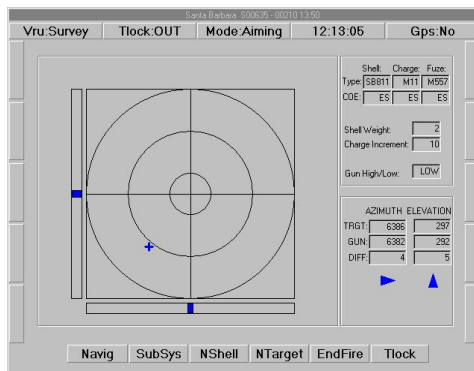 Santa Barbara S00635 - 00210 13:50
Vru:Survey Tlock:OUT Mode:Aiming 12:13:05 Gps:No
Shell: Charge: Fuze:
Type: SB811 M11 M557
COE: ES ES ES
Shell Weight: 2
Charge Increment: 10
Gun High/Low: LOW
AZIMUTH ELEVATION
TRGT: 6386 297
GUN: 6382 292
DIFF: 4 5
Navig SubSys NShell NTarget EndFire Tlock